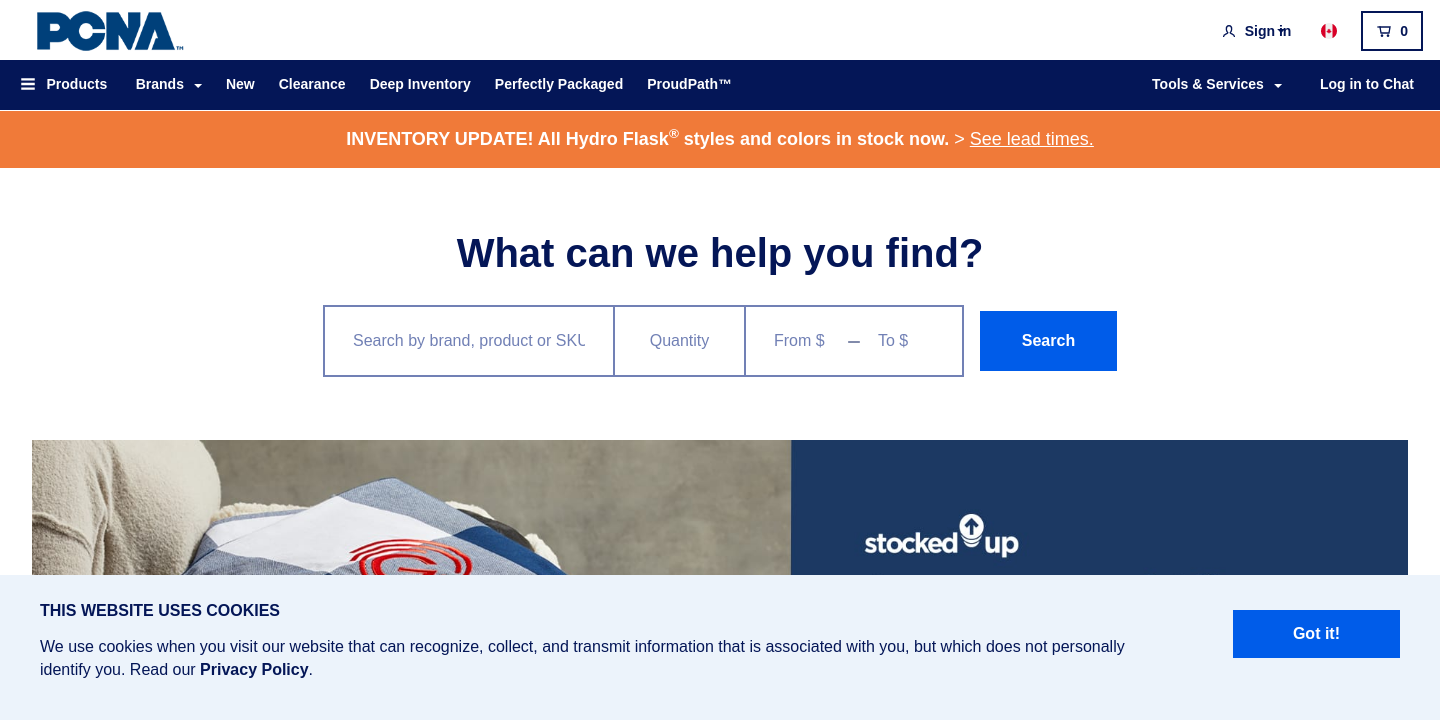 PCNA™
Sign in
0
Products
Brands
New
Clearance
Deep Inventory
Perfectly Packaged
ProudPath™
Tools & Services
Log in to Chat
INVENTORY UPDATE! All Hydro Flask® styles and colors in stock now. > See lead times.
What can we help you find?
Search by brand, product or SKU
Quantity
From $ – To $
Search
stocked up
THIS WEBSITE USES COOKIES
We use cookies when you visit our website that can recognize, collect, and transmit information that is associated with you, but which does not personally
identify you. Read our Privacy Policy.
Got it!